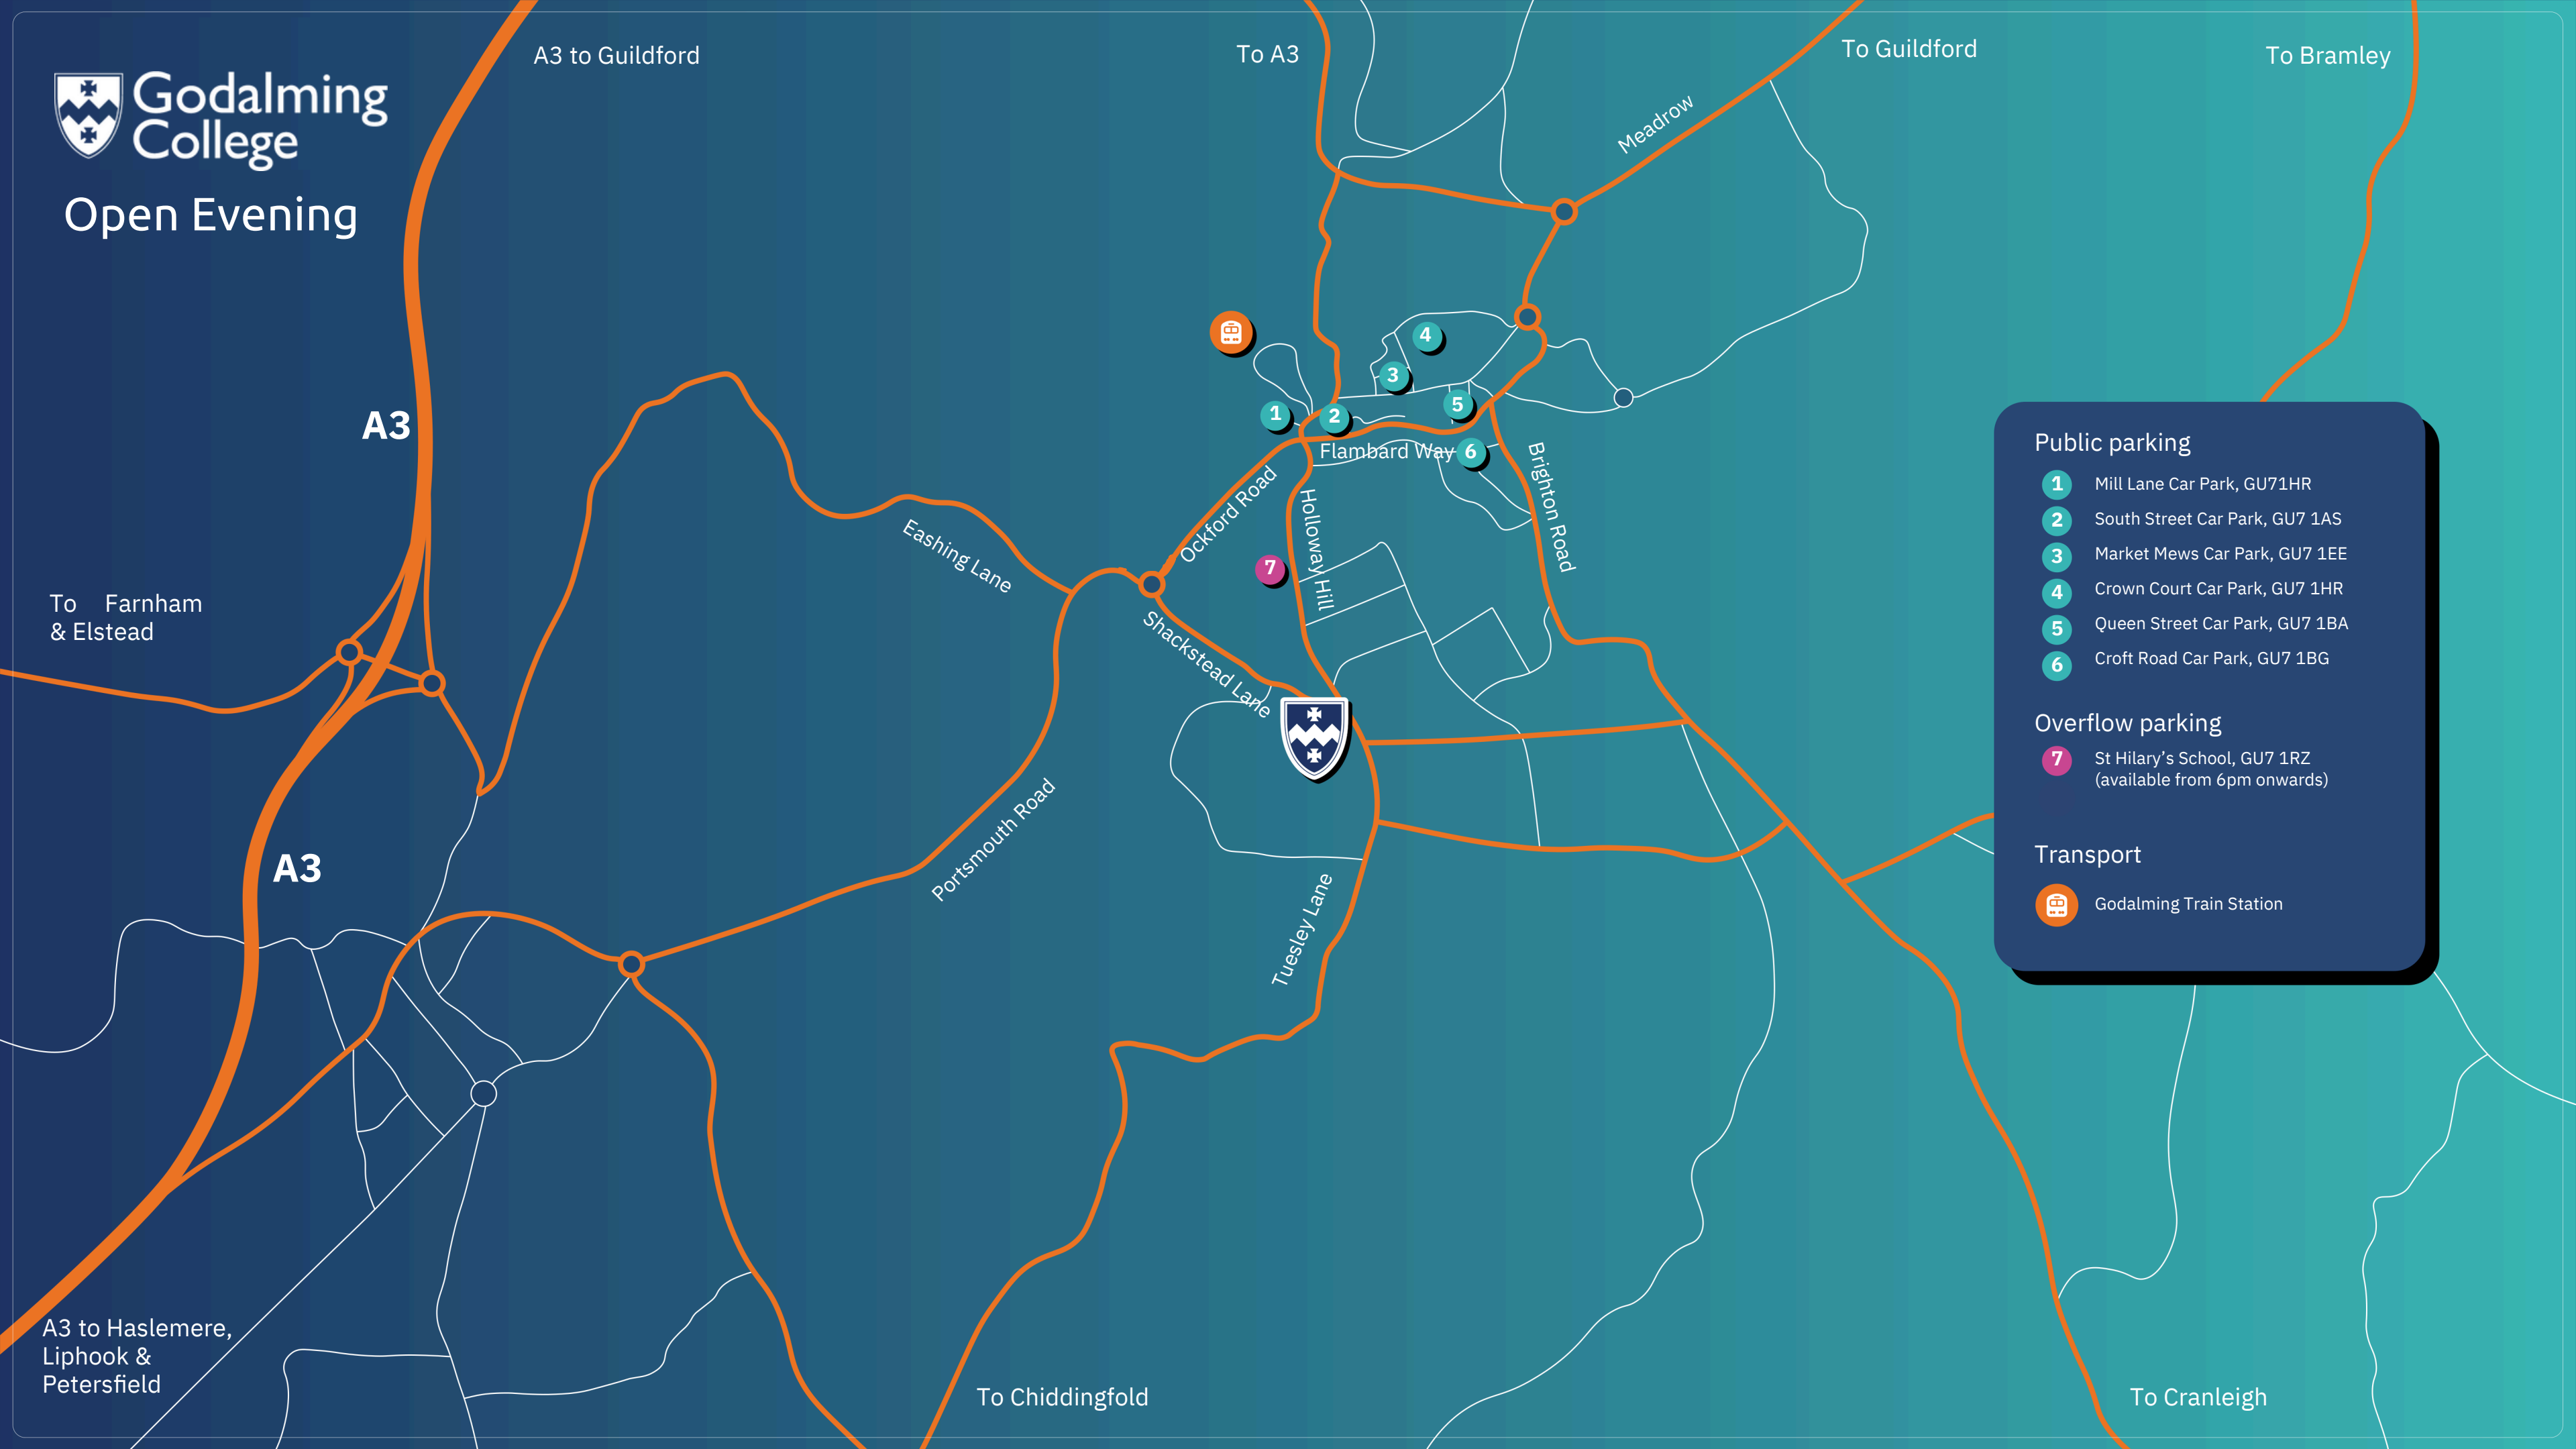 Godalming
College
Open Evening
A3 to Guildford
To A3
To Guildford
To Bramley
Meadrow
A3
To Farnham
& Elstead
4
3
1
2
5
Flambard Way
6
Ockford Road
Holloway Hill
Brighton Road
Eashing Lane
7
Shackstead Lane
Portsmouth Road
A3
Tuesley Lane
A3 to Haslemere,
Liphook &
Petersfield
To Chiddingfold
To Cranleigh
Public parking
1 Mill Lane Car Park, GU71HR
2 South Street Car Park, GU7 1AS
3 Market Mews Car Park, GU7 1EE
4 Crown Court Car Park, GU7 1HR
5 Queen Street Car Park, GU7 1BA
6 Croft Road Car Park, GU7 1BG
Overflow parking
7 St Hilary’s School, GU7 1RZ
(available from 6pm onwards)
Transport
Godalming Train Station